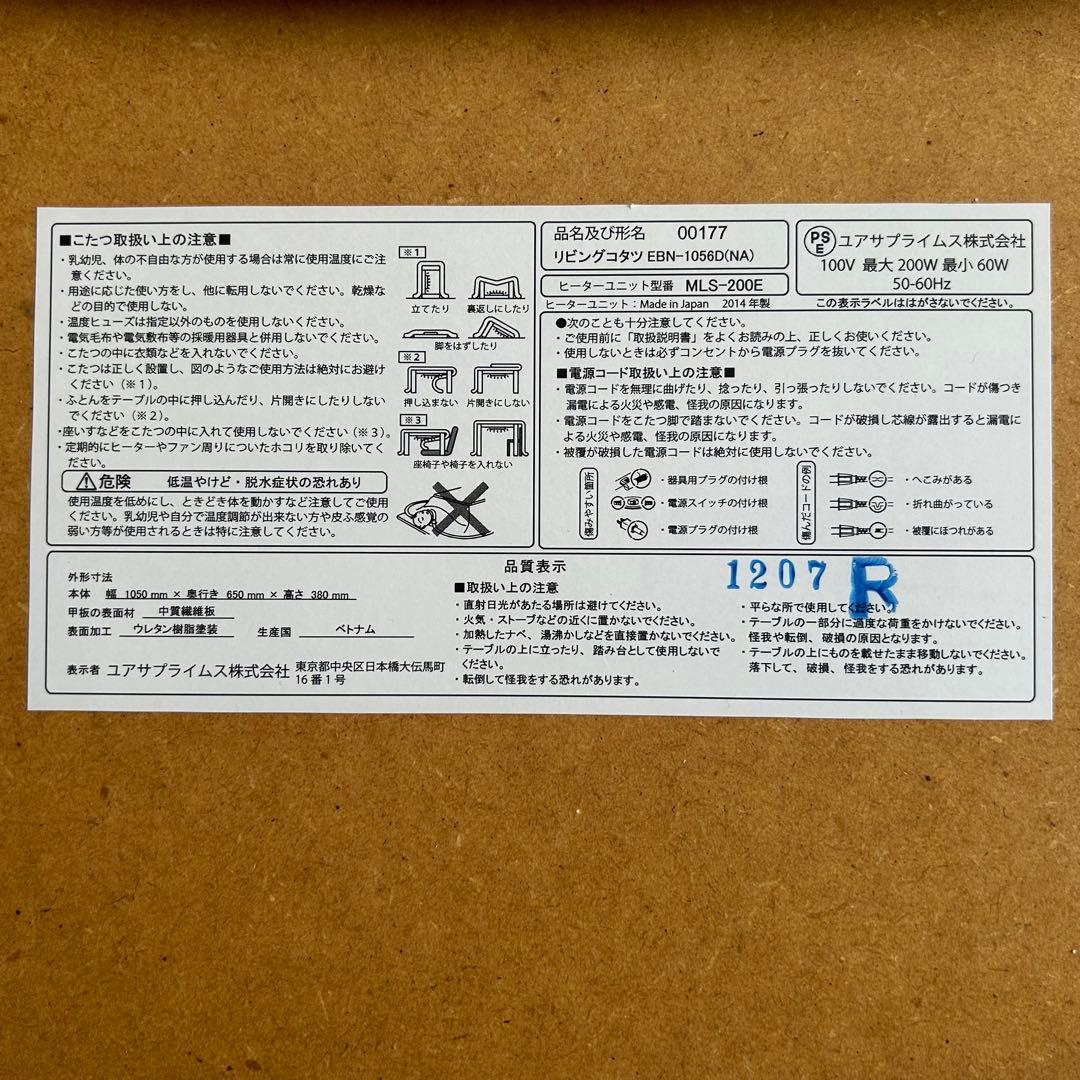 ■こたつ取扱い上の注意■
・乳幼児、体の不自由な方が使用する場合は常に使用温度にご注
意ください。
・用途に応じた使い方をし、他に転用しないでください。乾燥な
どの目的で使用しない。
・温度ヒューズは指定以外のものを使用しない。
・電気毛布や電気敷布等の採暖用器具と併用しないでください。
・こたつの中に衣類などを入れないでください。
・こたつは正しく設置し、図のようなご使用方法は絶対にお避け
ください（※1）。
・ふとんをテーブルの中に押し込んだり、片開きにしたりしない
でください（※2）。
・座いすなどをこたつの中に入れて使用しないでください（※3）。
・定期的にヒーターやファン周りについたホコリを取り除いてく
ださい。
※1
立てたり 裏返しにしたり
脚をはずしたり
※2
押し込まない 片開きにしない
※3
座椅子や椅子を入れない
危険 低温やけど・脱水症状の恐れあり
使用温度を低めにし、ときどき体を動かすなど注意してご使用
ください。乳幼児や自分で温度調節が出来ない方や皮ふ感覚の
弱い方等が使用されるときは特に注意してください。
品名及び形名 00177
リビングコタツ EBN-1056D(NA)
ヒーターユニット型番 MLS-200E
ヒーターユニット：Made in Japan 2014 年製
PSE ユアサプライムス株式会社
100V 最大 200W 最小 60W
50-60Hz
この表示ラベルははがさないでください。
●次のことも十分注意してください。
・ご使用前に「取扱説明書」をよくお読みの上、正しくお使いください。
・使用しないときは必ずコンセントから電源プラグを抜いてください。
■電源コード取扱い上の注意■
・電源コードを無理に曲げたり、捻ったり、引っ張ったりしないでください。コードが傷つき
漏電による火災や感電、怪我の原因になります。
・電源コードをこたつ脚で踏まないでください。コードが破損し芯線が露出すると漏電に
よる火災や感電、怪我の原因になります。
・被覆が破損した電源コードは絶対に使用しないでください。
傷みやすい箇所
・器具用プラグの付け根
・電源スイッチの付け根
・電源プラグの付け根
傷んだコードの例
・へこみがある
・折れ曲がっている
・被覆にほつれがある
品質表示
1207 R
外形寸法
本体 幅 1050 mm × 奥行き 650 mm × 高さ 380 mm
甲板の表面材 中質繊維板
表面加工 ウレタン樹脂塗装 生産国 ベトナム
表示者 ユアサプライムス株式会社 東京都中央区日本橋大伝馬町
16番1号
■取扱い上の注意
・直射日光があたる場所は避けてください。
・火気・ストーブなどの近くに置かないでください。
・加熱したナベ、湯沸かしなどを直接置かないでください。
・テーブルの上に立ったり、踏み台として使用しないで
ください。
・転倒して怪我をする恐れがあります。
・平らな所で使用してください。
・テーブルの一部分に過度な荷重をかけないでください。
怪我や転倒、破損の原因となります。
・テーブルの上にものを載せたまま移動しないでください。
落下して、破損、怪我をする恐れがあります。